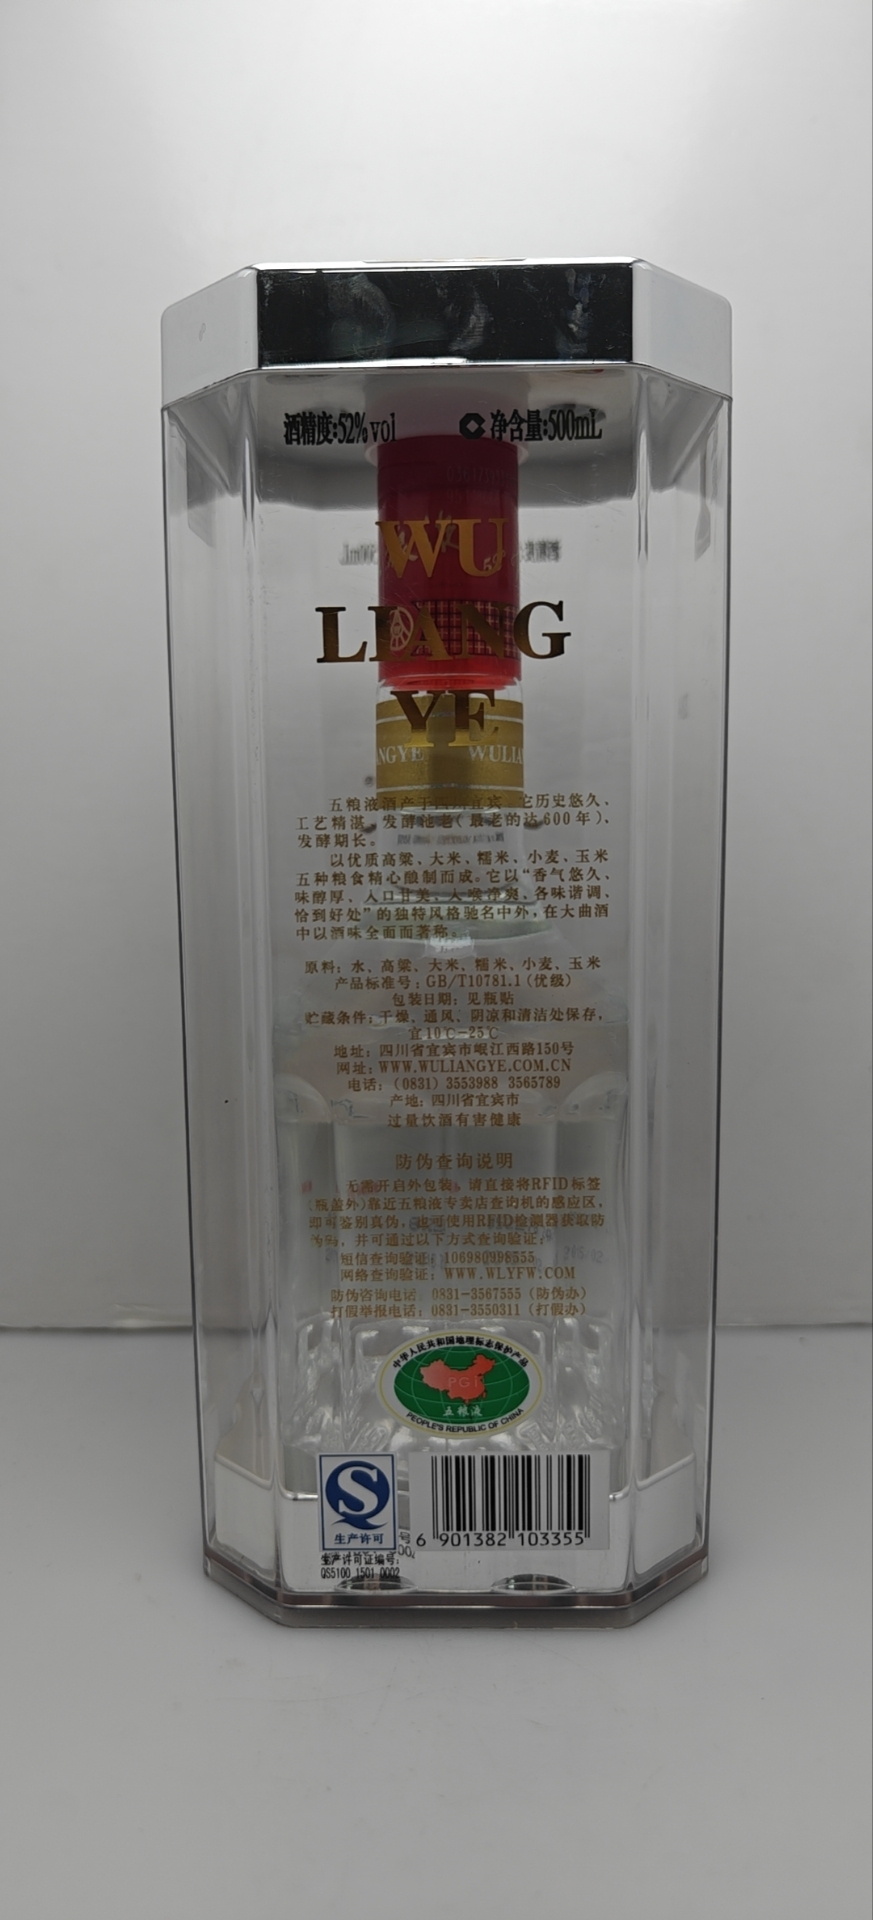 酒精度:52%vol 净含量:500mL
WU
LIANG
YE
ANGYE WULIA
五粮液酒产于 宜宾，它历史悠久、
工艺精湛，发酵池老(最老的达600年)、
发酵期长。
以优质高粱、大米、糯米、小麦、玉米
五种粮食精心酿制而成。它以“香气悠久、
味醇厚、入口甘美、入喉净爽、各味谐调、
恰到好处”的独特风格驰名中外，在大曲酒
中以酒味全面而著称。
原料：水、高粱、大米、糯米、小麦、玉米
产品标准号：GB/T10781.1(优级)
包装日期：见瓶贴
贮藏条件：干燥、通风、阴凉和清洁处保存，
宜10℃-25℃
地址：四川省宜宾市岷江西路150号
网址：WWW.WULIANGYE.COM.CN
电话：(0831) 3553988 3565789
产地：四川省宜宾市
过量饮酒有害健康
防伪查询说明
无需开启外包装，请直接将RFID标签
(瓶盖外)靠近五粮液专卖店查询机的感应区，
即可鉴别真伪，也可使用RFID检测器获取防
伪码，并可通过以下方式查询验证：
短信查询验证：106980998555
网络查询验证：WWW.WLYFW.COM
防伪咨询电话：0831-3567555（防伪办）
打假举报电话：0831-3550311（打假办）
中华人民共和国地理标志保护产品
PGI
五粮液
PEOPLE'S REPUBLIC OF CHINA
生产许可
6 901382 103355
生产许可证编号:
QS5100 1501 0002